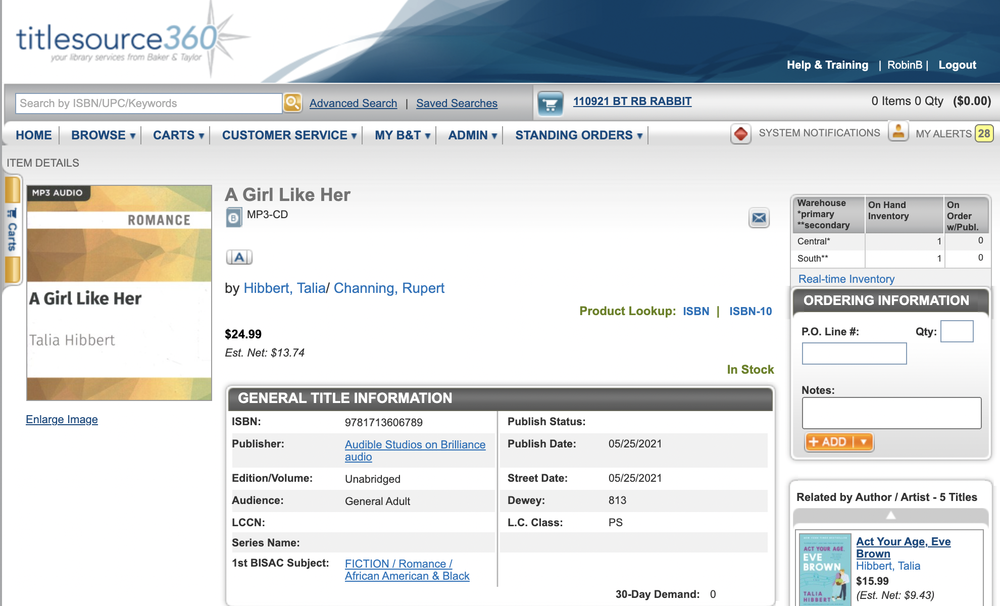 titlesource360
your library services from Baker & Taylor
Help & Training | RobinB | Logout
Search by ISBN/UPC/Keywords
Advanced Search | Saved Searches
110921 BT RB RABBIT
0 Items 0 Qty ($0.00)
HOME BROWSE ▼ CARTS ▼ CUSTOMER SERVICE ▼ MY B&T ▼ ADMIN ▼ STANDING ORDERS ▼
SYSTEM NOTIFICATIONS MY ALERTS 28
ITEM DETAILS
Carts
MP3 AUDIO
ROMANCE
A Girl Like Her
Talia Hibbert
Enlarge Image
A Girl Like Her
B MP3-CD
A
by Hibbert, Talia/ Channing, Rupert
Product Lookup: ISBN | ISBN-10
$24.99
Est. Net: $13.74
In Stock
GENERAL TITLE INFORMATION
ISBN: 9781713606789
Publisher: Audible Studios on Brilliance
audio
Edition/Volume: Unabridged
Audience: General Adult
LCCN:
Series Name:
1st BISAC Subject: FICTION / Romance /
African American & Black
Publish Status:
Publish Date: 05/25/2021
Street Date: 05/25/2021
Dewey: 813
L.C. Class: PS
30-Day Demand: 0
Warehouse
*primary
**secondary
On Hand
Inventory
On
Order
w/Publ.
Central* 1 0
South** 1 0
Real-time Inventory
ORDERING INFORMATION
P.O. Line #: Qty:
Notes:
+ ADD | ▼
Related by Author / Artist - 5 Titles
ACT YOUR AGE,
EVE
BROWN
TALIA
HIBBERT
Act Your Age, Eve
Brown
Hibbert, Talia
$15.99
(Est. Net: $9.43)